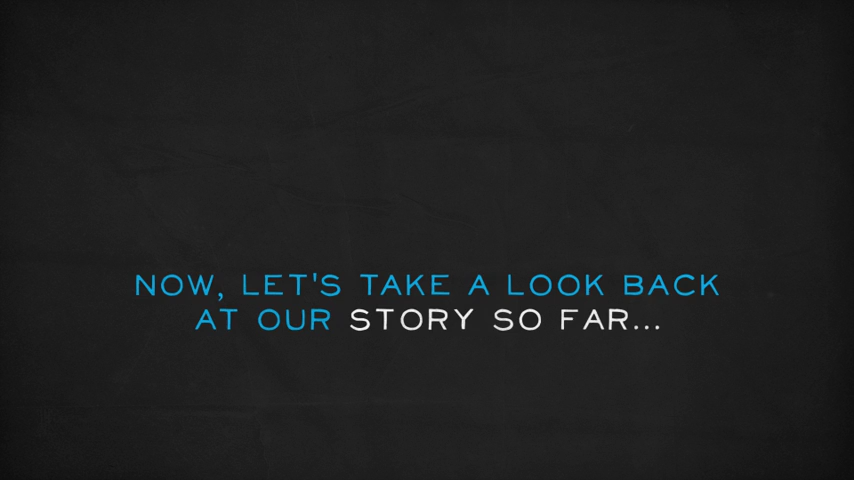 NOW, LET'S TAKE A LOOK BACK
AT OUR STORY SO FAR...